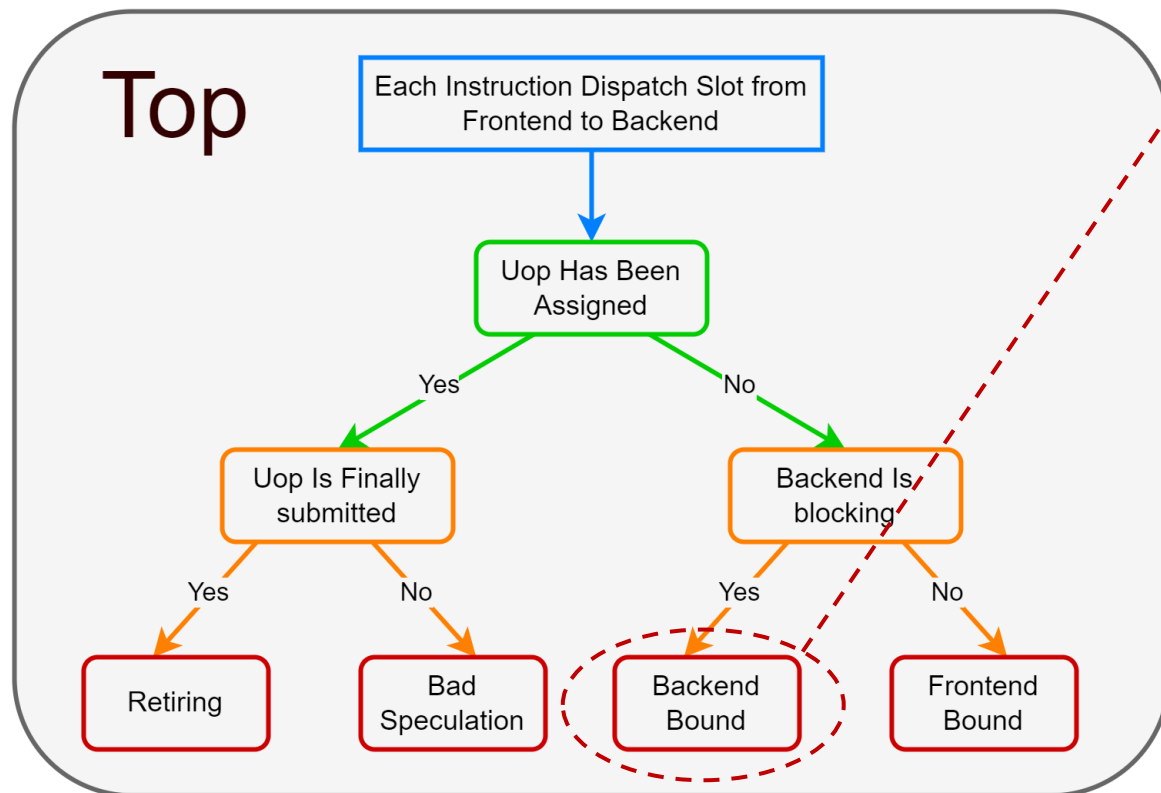 Top
Each Instruction Dispatch Slot from
Frontend to Backend
Uop Has Been
Assigned
Yes
No
Uop Is Finally
submitted
Backend Is
blocking
Yes
No
Yes
No
Retiring
Bad
Speculation
Backend
Bound
Frontend
Bound